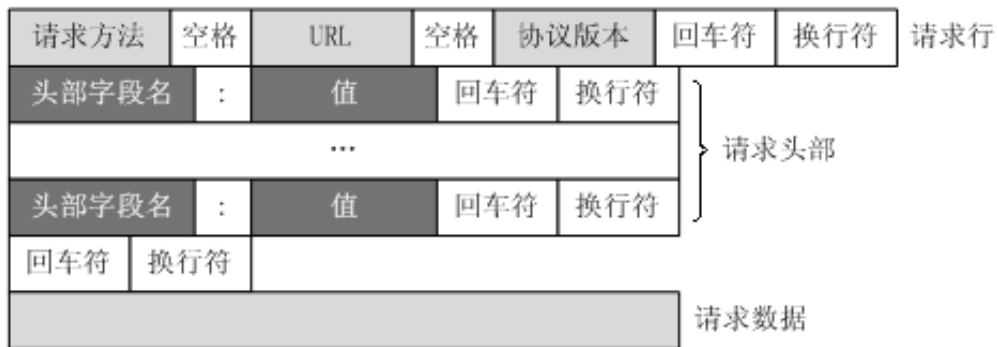 请求方法 空格 URL 空格 协议版本 回车符 换行符 请求行
头部字段名 : 值 回车符 换行符
... 请求头部
头部字段名 : 值 回车符 换行符
回车符 换行符
请求数据